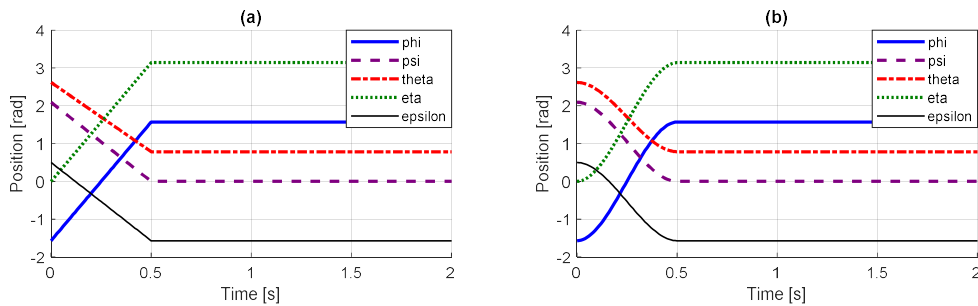 (a)
4
3
2
1
0
-1
-2
Position [rad]
0
0.5
1
1.5
2
Time [s]
phi
psi
theta
eta
epsilon
(b)
4
3
2
1
0
-1
-2
Position [rad]
0
0.5
1
1.5
2
Time [s]
phi
psi
theta
eta
epsilon